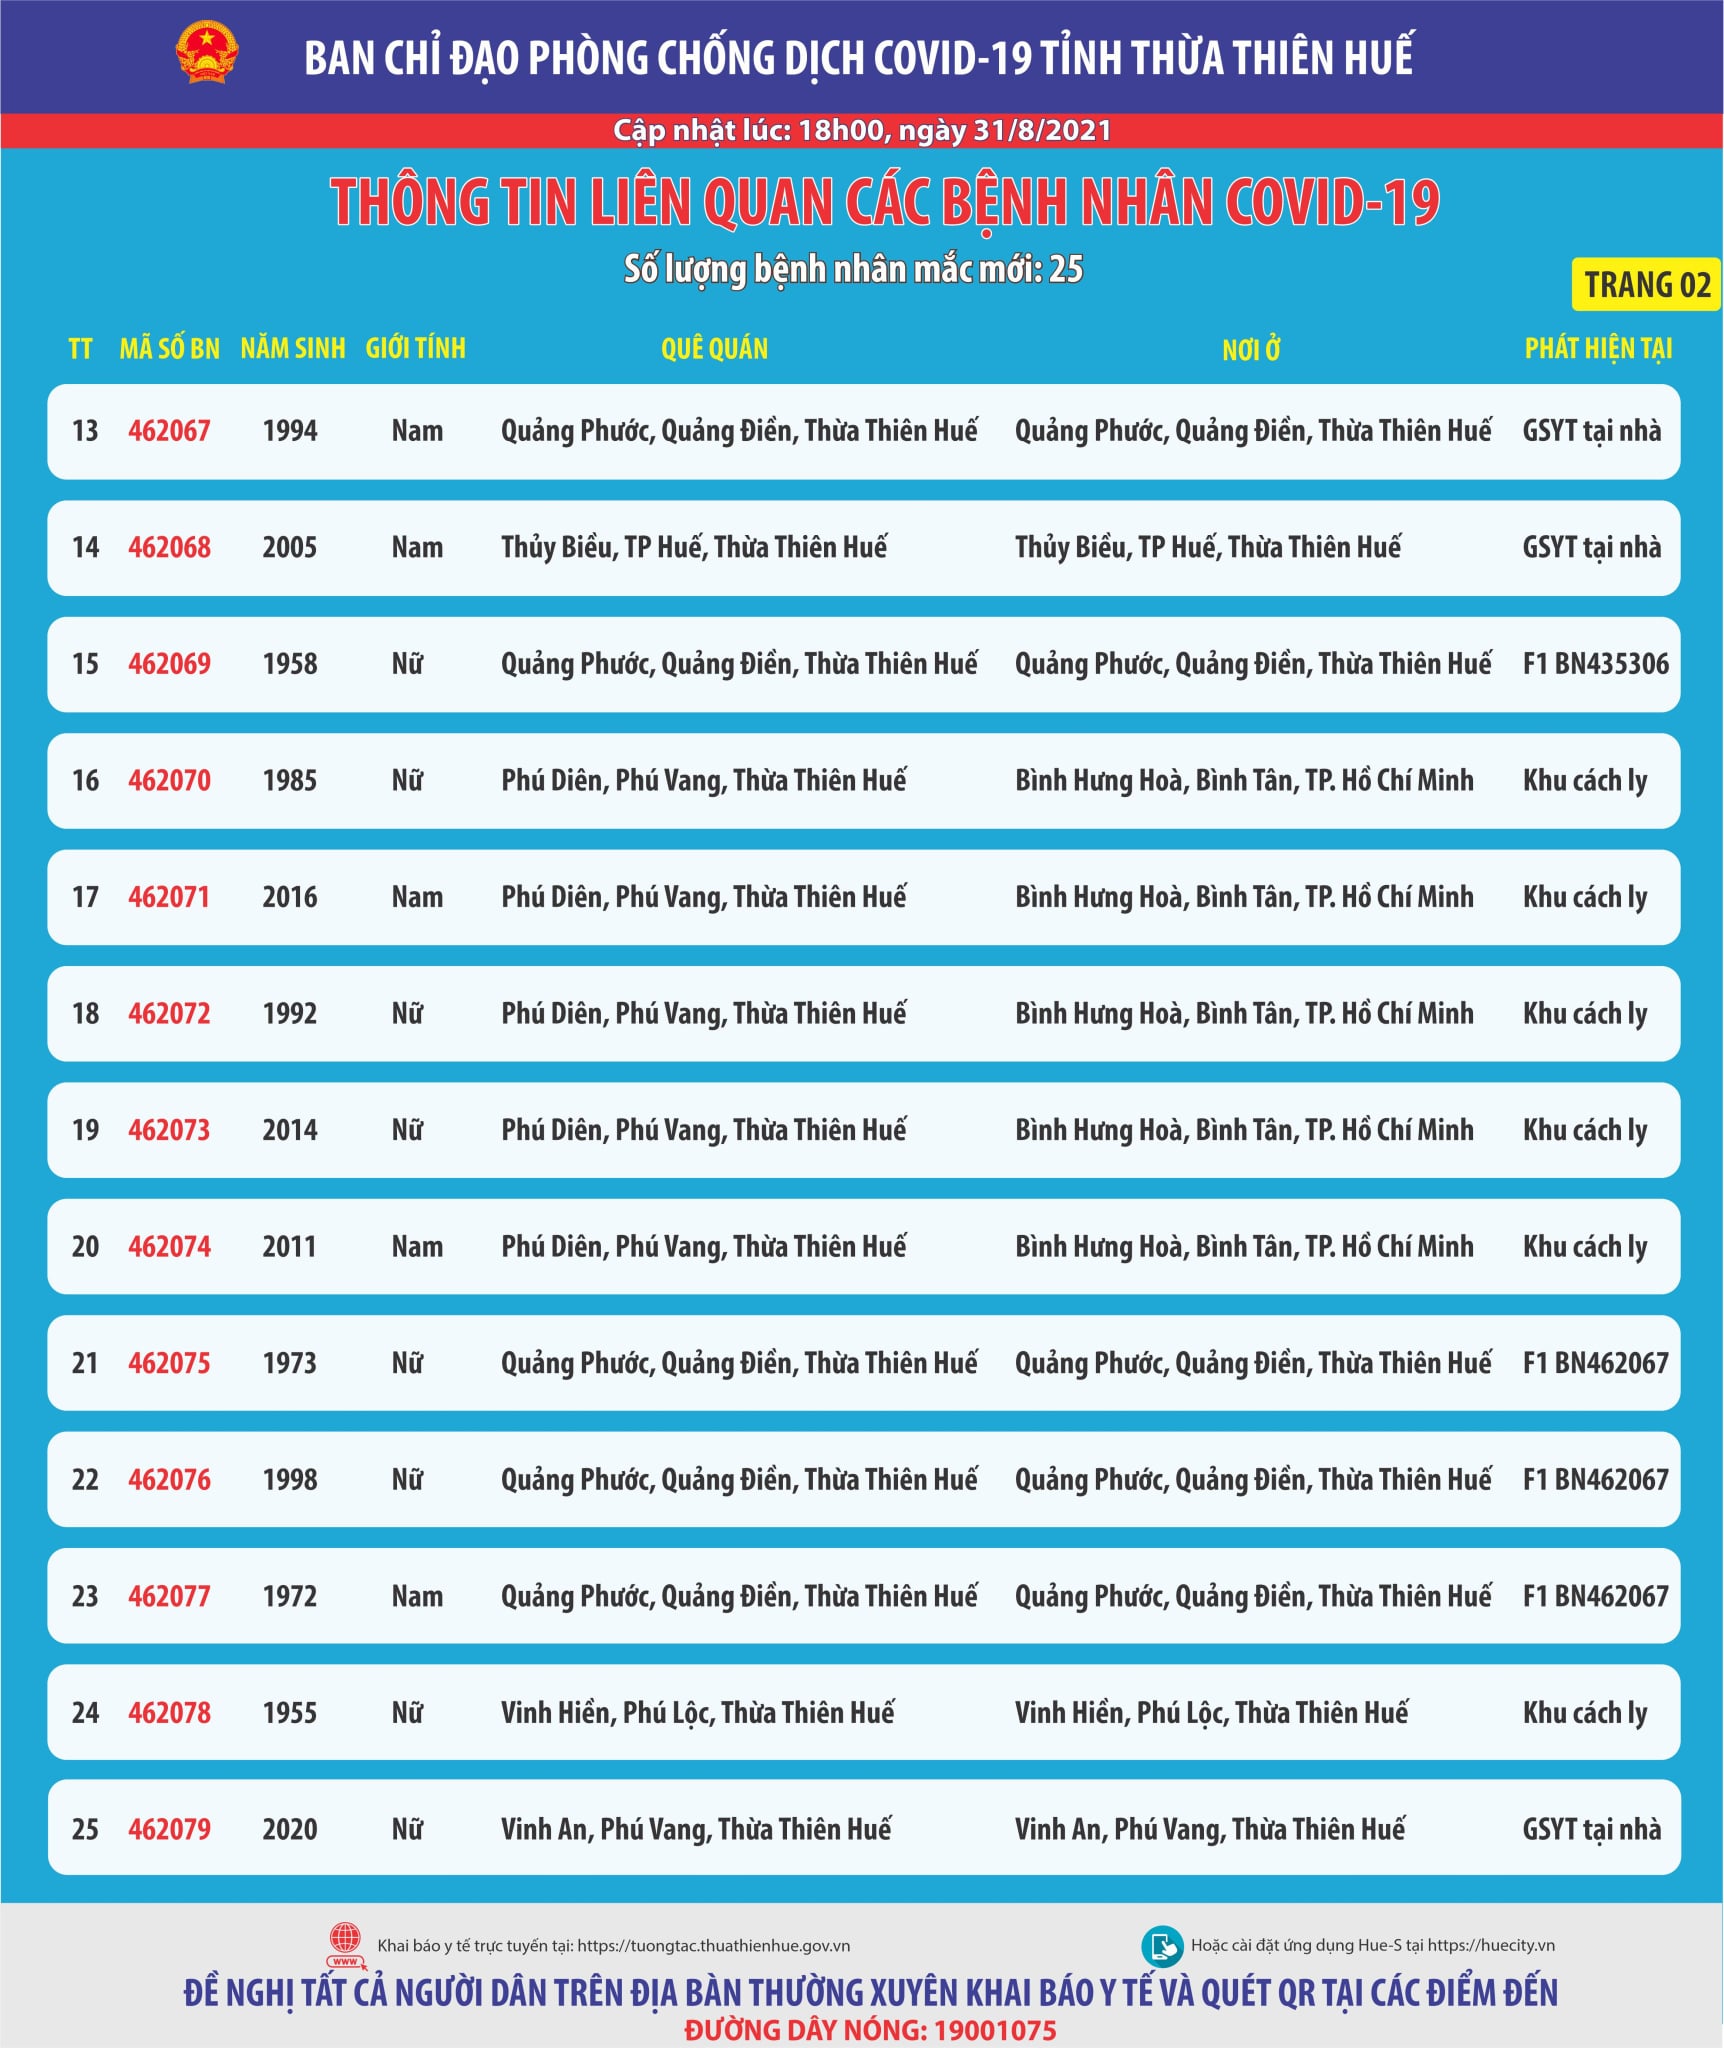 BAN CHỈ ĐẠO PHÒNG CHỐNG DỊCH COVID-19 TỈNH THỪA THIÊN HUẾ
Cập nhật lúc: 18h00, ngày 31/8/2021
THÔNG TIN LIÊN QUAN CÁC BỆNH NHÂN COVID-19
Số lượng bệnh nhân mắc mới: 25
TRANG 02
TT MÃ SỐ BN NĂM SINH GIỚI TÍNH QUÊ QUÁN NƠI Ở PHÁT HIỆN TẠI
13 462067 1994 Nam Quảng Phước, Quảng Điền, Thừa Thiên Huế Quảng Phước, Quảng Điền, Thừa Thiên Huế GSYT tại nhà
14 462068 2005 Nam Thủy Biều, TP Huế, Thừa Thiên Huế Thủy Biều, TP Huế, Thừa Thiên Huế GSYT tại nhà
15 462069 1958 Nữ Quảng Phước, Quảng Điền, Thừa Thiên Huế Quảng Phước, Quảng Điền, Thừa Thiên Huế F1 BN435306
16 462070 1985 Nữ Phú Diên, Phú Vang, Thừa Thiên Huế Bình Hưng Hoà, Bình Tân, TP. Hồ Chí Minh Khu cách ly
17 462071 2016 Nam Phú Diên, Phú Vang, Thừa Thiên Huế Bình Hưng Hoà, Bình Tân, TP. Hồ Chí Minh Khu cách ly
18 462072 1992 Nữ Phú Diên, Phú Vang, Thừa Thiên Huế Bình Hưng Hoà, Bình Tân, TP. Hồ Chí Minh Khu cách ly
19 462073 2014 Nữ Phú Diên, Phú Vang, Thừa Thiên Huế Bình Hưng Hoà, Bình Tân, TP. Hồ Chí Minh Khu cách ly
20 462074 2011 Nam Phú Diên, Phú Vang, Thừa Thiên Huế Bình Hưng Hoà, Bình Tân, TP. Hồ Chí Minh Khu cách ly
21 462075 1973 Nữ Quảng Phước, Quảng Điền, Thừa Thiên Huế Quảng Phước, Quảng Điền, Thừa Thiên Huế F1 BN462067
22 462076 1998 Nữ Quảng Phước, Quảng Điền, Thừa Thiên Huế Quảng Phước, Quảng Điền, Thừa Thiên Huế F1 BN462067
23 462077 1972 Nam Quảng Phước, Quảng Điền, Thừa Thiên Huế Quảng Phước, Quảng Điền, Thừa Thiên Huế F1 BN462067
24 462078 1955 Nữ Vinh Hiền, Phú Lộc, Thừa Thiên Huế Vinh Hiền, Phú Lộc, Thừa Thiên Huế Khu cách ly
25 462079 2020 Nữ Vinh An, Phú Vang, Thừa Thiên Huế Vinh An, Phú Vang, Thừa Thiên Huế GSYT tại nhà
WWW Khai báo y tế trực tuyến tại: https://tuongtac.thuathienhue.gov.vn Hoặc cài đặt ứng dụng Hue-S tại https://huecity.vn
ĐỀ NGHỊ TẤT CẢ NGƯỜI DÂN TRÊN ĐỊA BÀN THƯỜNG XUYÊN KHAI BÁO Y TẾ VÀ QUÉT QR TẠI CÁC ĐIỂM ĐẾN
ĐƯỜNG DÂY NÓNG: 19001075